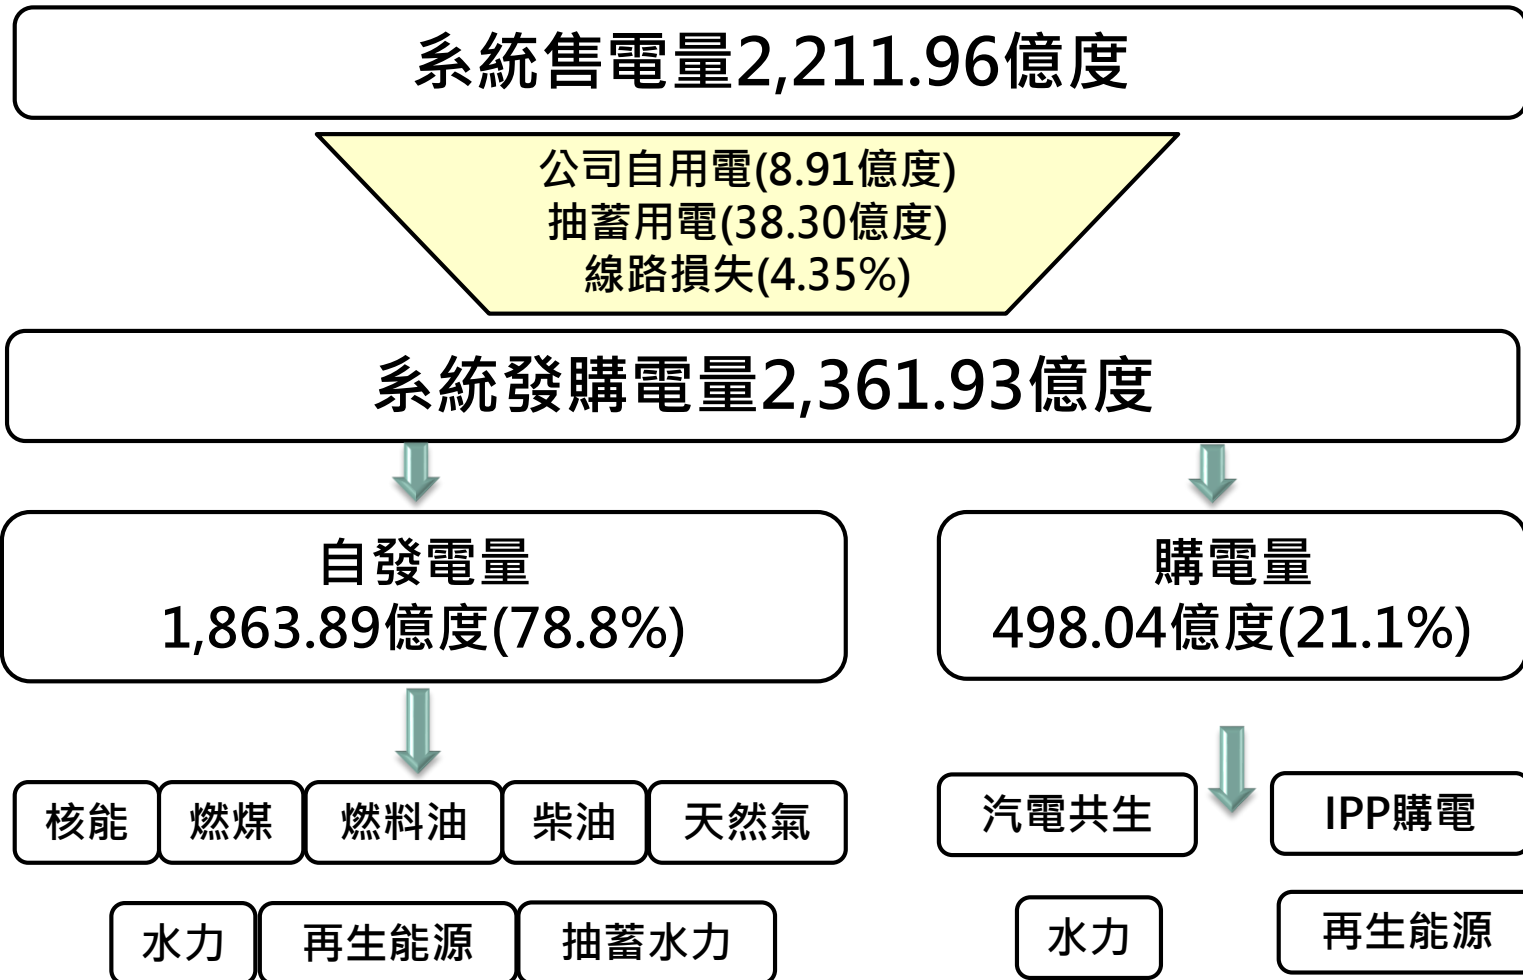 系統售電量2,211.96億度
公司自用電(8.91億度)
抽蓄用電(38.30億度)
線路損失(4.35%)
系統發購電量2,361.93億度
自發電量
1,863.89億度(78.8%)
購電量
498.04億度(21.1%)
核能
燃煤
燃料油
柴油
天然氣
汽電共生
IPP購電
水力
再生能源
抽蓄水力
水力
再生能源